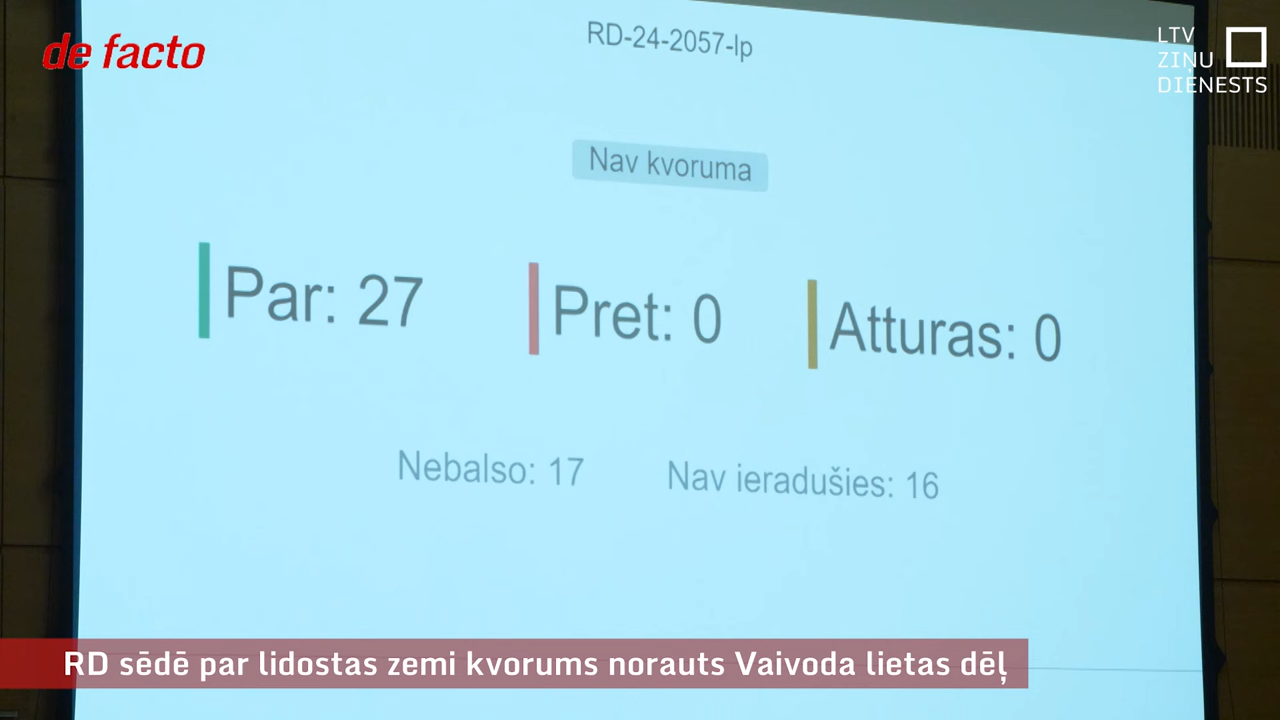 de facto
LTV
ZIŅU
DIENESTS
RD-24-2057-lp
Nav kvoruma
Par: 27
Pret: 0
Atturas: 0
Nebalso: 17
Nav ieradušies: 16
RD sēdē par lidostas zemi kvorums norauts Vaivoda lietas dēļ